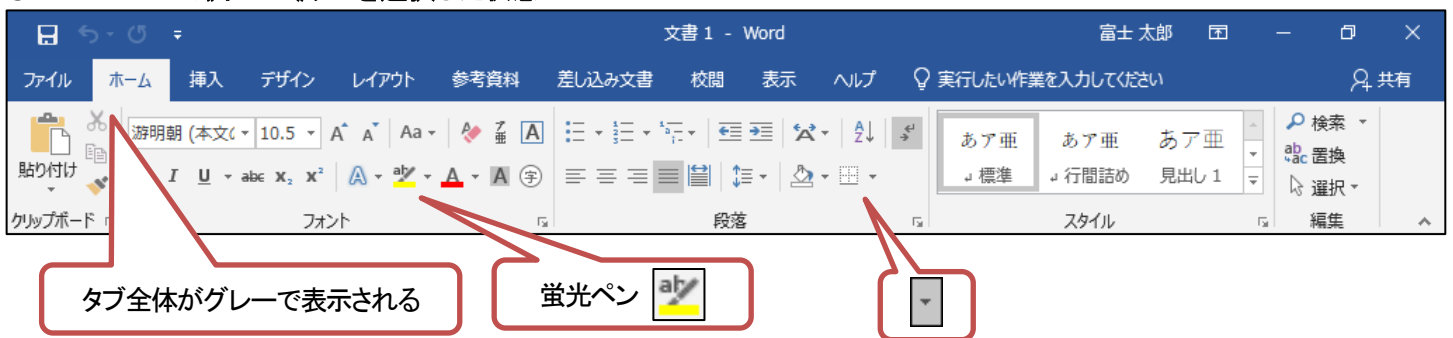 文書 1 - Word
富士 太郎
ファイル ホーム 挿入 デザイン レイアウト 参考資料 差し込み文書 校閲 表示 ヘルプ 実行したい作業を入力してください 共有
貼り付け
游明朝 (本文( 10.5 A A Aa ア亜 A
I U abc X₂ X² A aby A A 字
あア亜 あア亜 あア亜
標準 行間詰め 見出し 1
検索
置換
選択
クリップボード フォント 段落 スタイル 編集
タブ全体がグレーで表示される
蛍光ペン